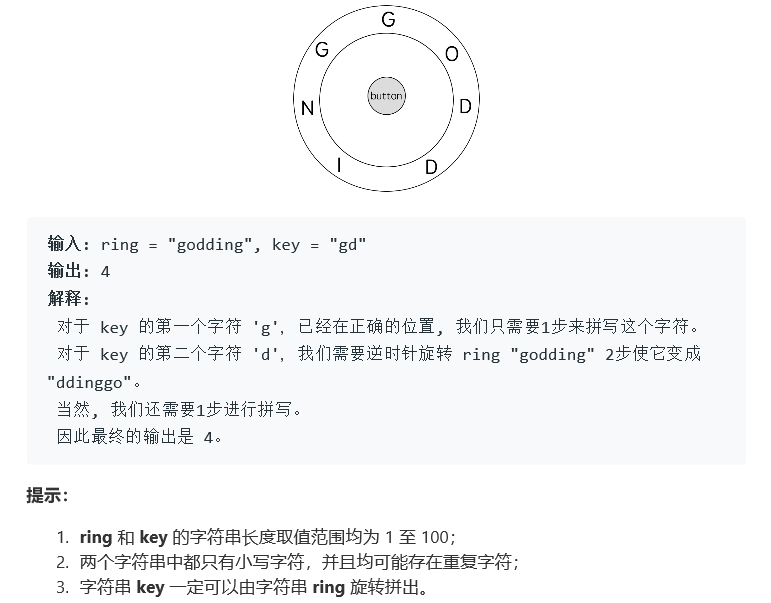 G
G
O
button
N
D
I
D
输入: ring = "godding", key = "gd"
输出: 4
解释:
对于 key 的第一个字符 'g', 已经在正确的位置, 我们只需要1步来拼写这个字符。
对于 key 的第二个字符 'd', 我们需要逆时针旋转 ring "godding" 2步使它变成
"ddinggo"。
当然, 我们还需要1步进行拼写。
因此最终的输出是 4。
提示：
1. ring 和 key 的字符串长度取值范围均为 1 至 100；
2. 两个字符串中都只有小写字符，并且均可能存在重复字符；
3. 字符串 key 一定可以由字符串 ring 旋转拼出。